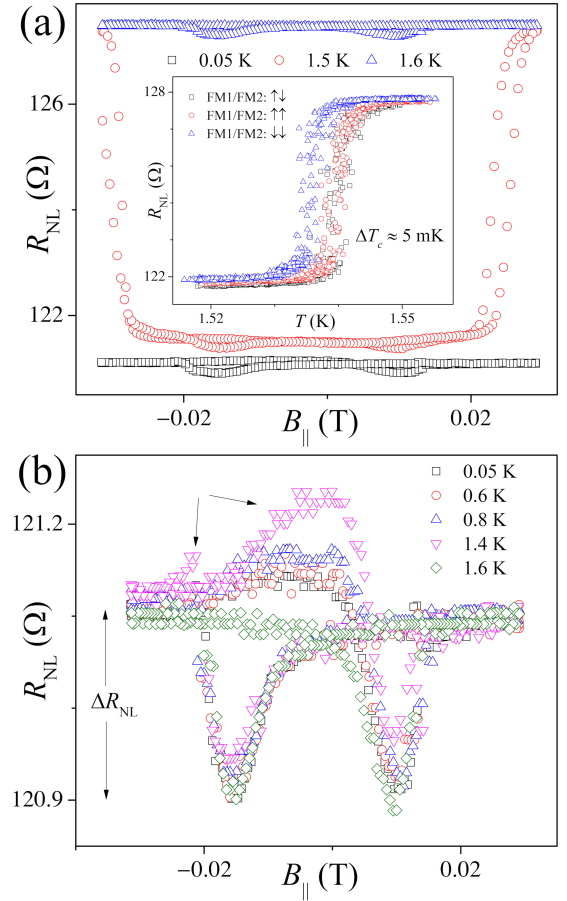 (a)
126
122
R_NL (Ω)
0.05 K 1.5 K 1.6 K
128
122
R_NL (Ω)
FM1/FM2: ↑↓
FM1/FM2: ↑↑
FM1/FM2: ↓↓
ΔT_c ≈ 5 mK
1.52 1.55
T (K)
−0.02 0.02
B_|| (T)
(b)
0.05 K
0.6 K
0.8 K
1.4 K
1.6 K
121.2
120.9
R_NL (Ω)
ΔR_NL
-0.02 0.02
B_|| (T)